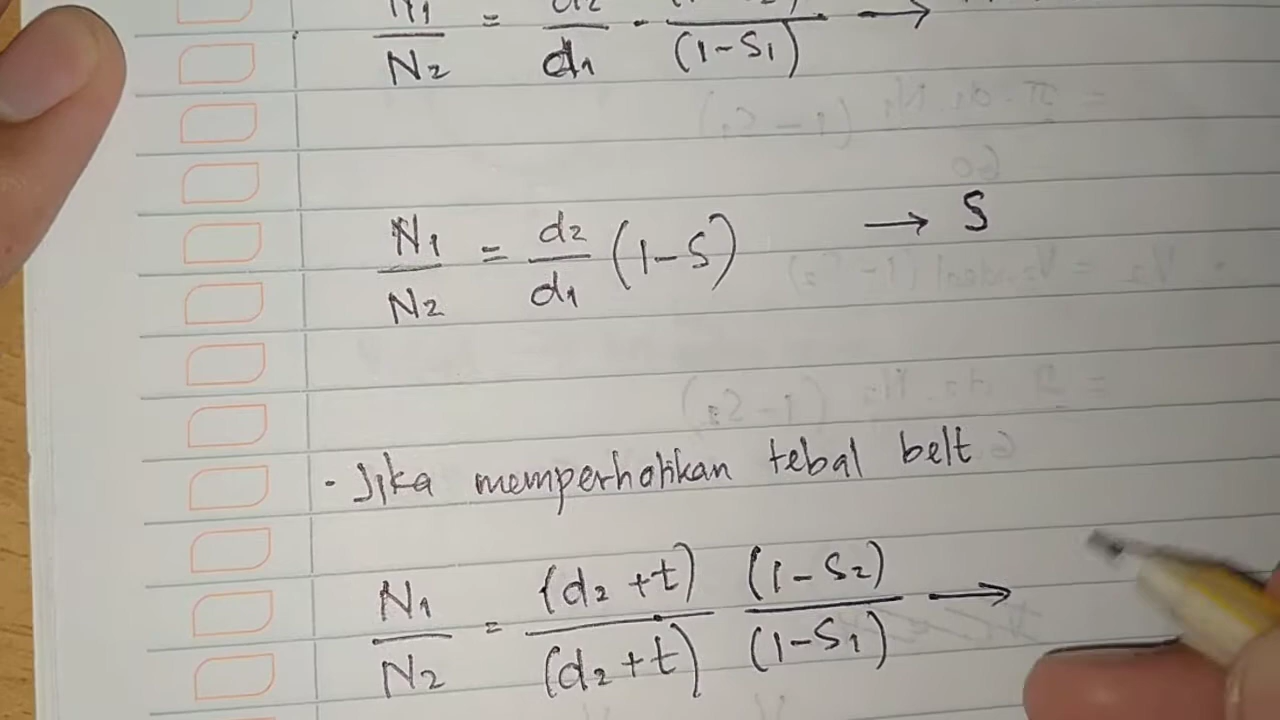 N1/N2 = d2/d1 · (1-S2)/(1-S1) →
N1/N2 = d2/d1 (1-S) → S
- Jika memperhatikan tebal belt
N1/N2 = (d2+t)/(d2+t) (1-S2)/(1-S1) →